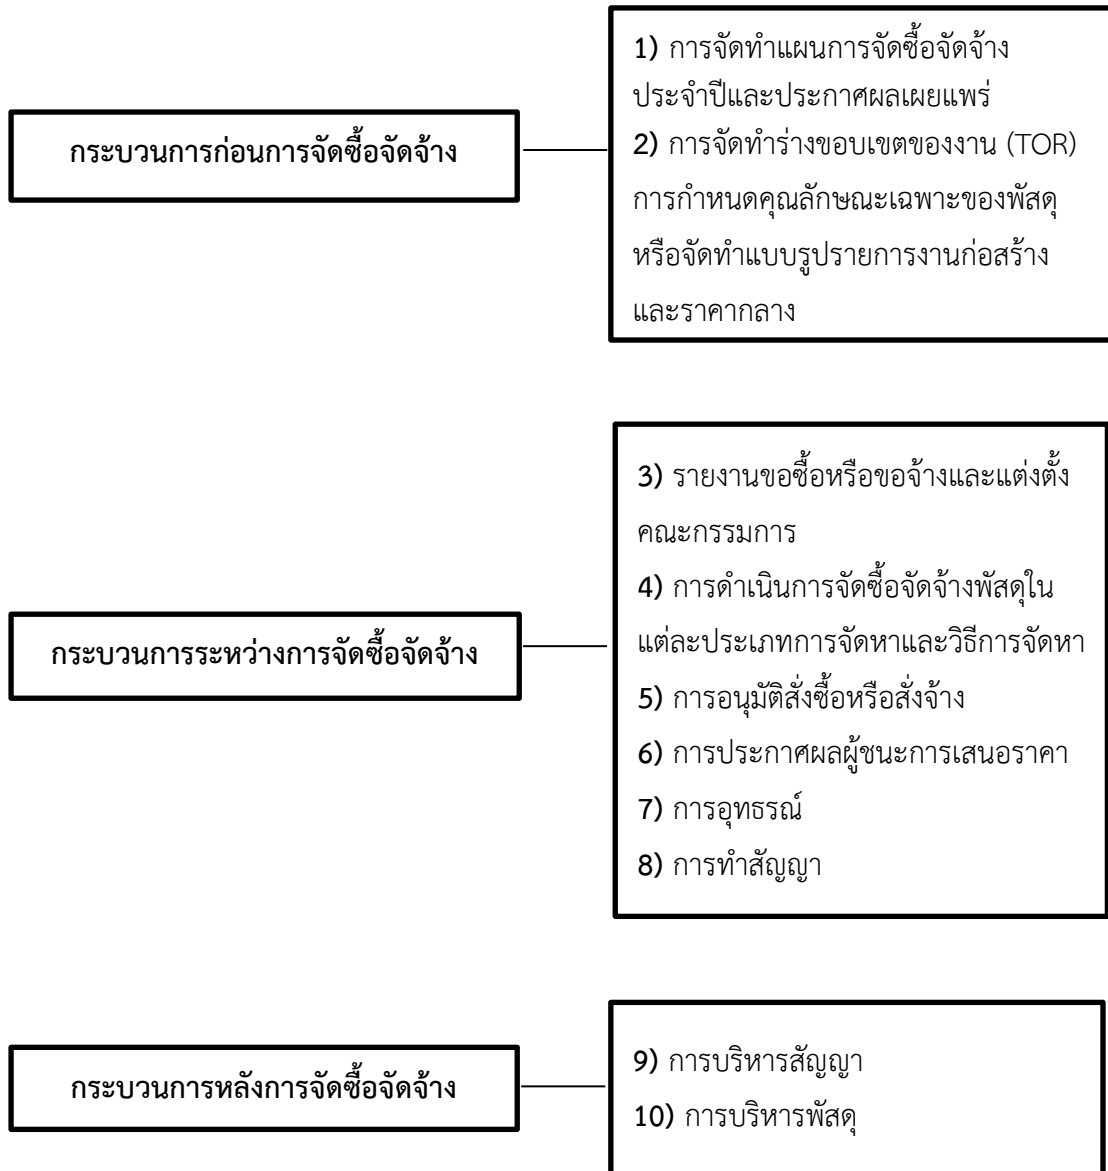 กระบวนการก่อนการจัดซื้อจัดจ้าง
1) การจัดทำแผนการจัดซื้อจัดจ้าง
ประจำปีและประกาศผลเผยแพร่
2) การจัดทำร่างขอบเขตของงาน (TOR)
การกำหนดคุณลักษณะเฉพาะของพัสดุ
หรือจัดทำแบบรูปรายการงานก่อสร้าง
และราคากลาง
กระบวนการระหว่างการจัดซื้อจัดจ้าง
3) รายงานขอซื้อหรือขอจ้างและแต่งตั้ง
คณะกรรมการ
4) การดำเนินการจัดซื้อจัดจ้างพัสดุใน
แต่ละประเภทการจัดหาและวิธีการจัดหา
5) การอนุมัติสั่งซื้อหรือสั่งจ้าง
6) การประกาศผลผู้ชนะการเสนอราคา
7) การอุทธรณ์
8) การทำสัญญา
กระบวนการหลังการจัดซื้อจัดจ้าง
9) การบริหารสัญญา
10) การบริหารพัสดุ